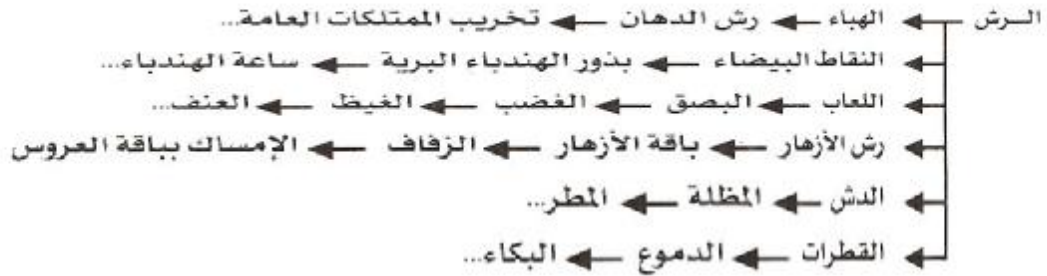 الـرش الهباء رش الدهان تخريب الممتلكات العامة...
النقاط البيضاء بذور الهندباء البرية ساعة الهندباء...
اللعاب البصق الغضب الغيظ العنف...
رش الأزهار باقة الأزهار الزفاف الإمساك بباقة العروس
الدش المظلة المطر...
القطرات الدموع البكاء...